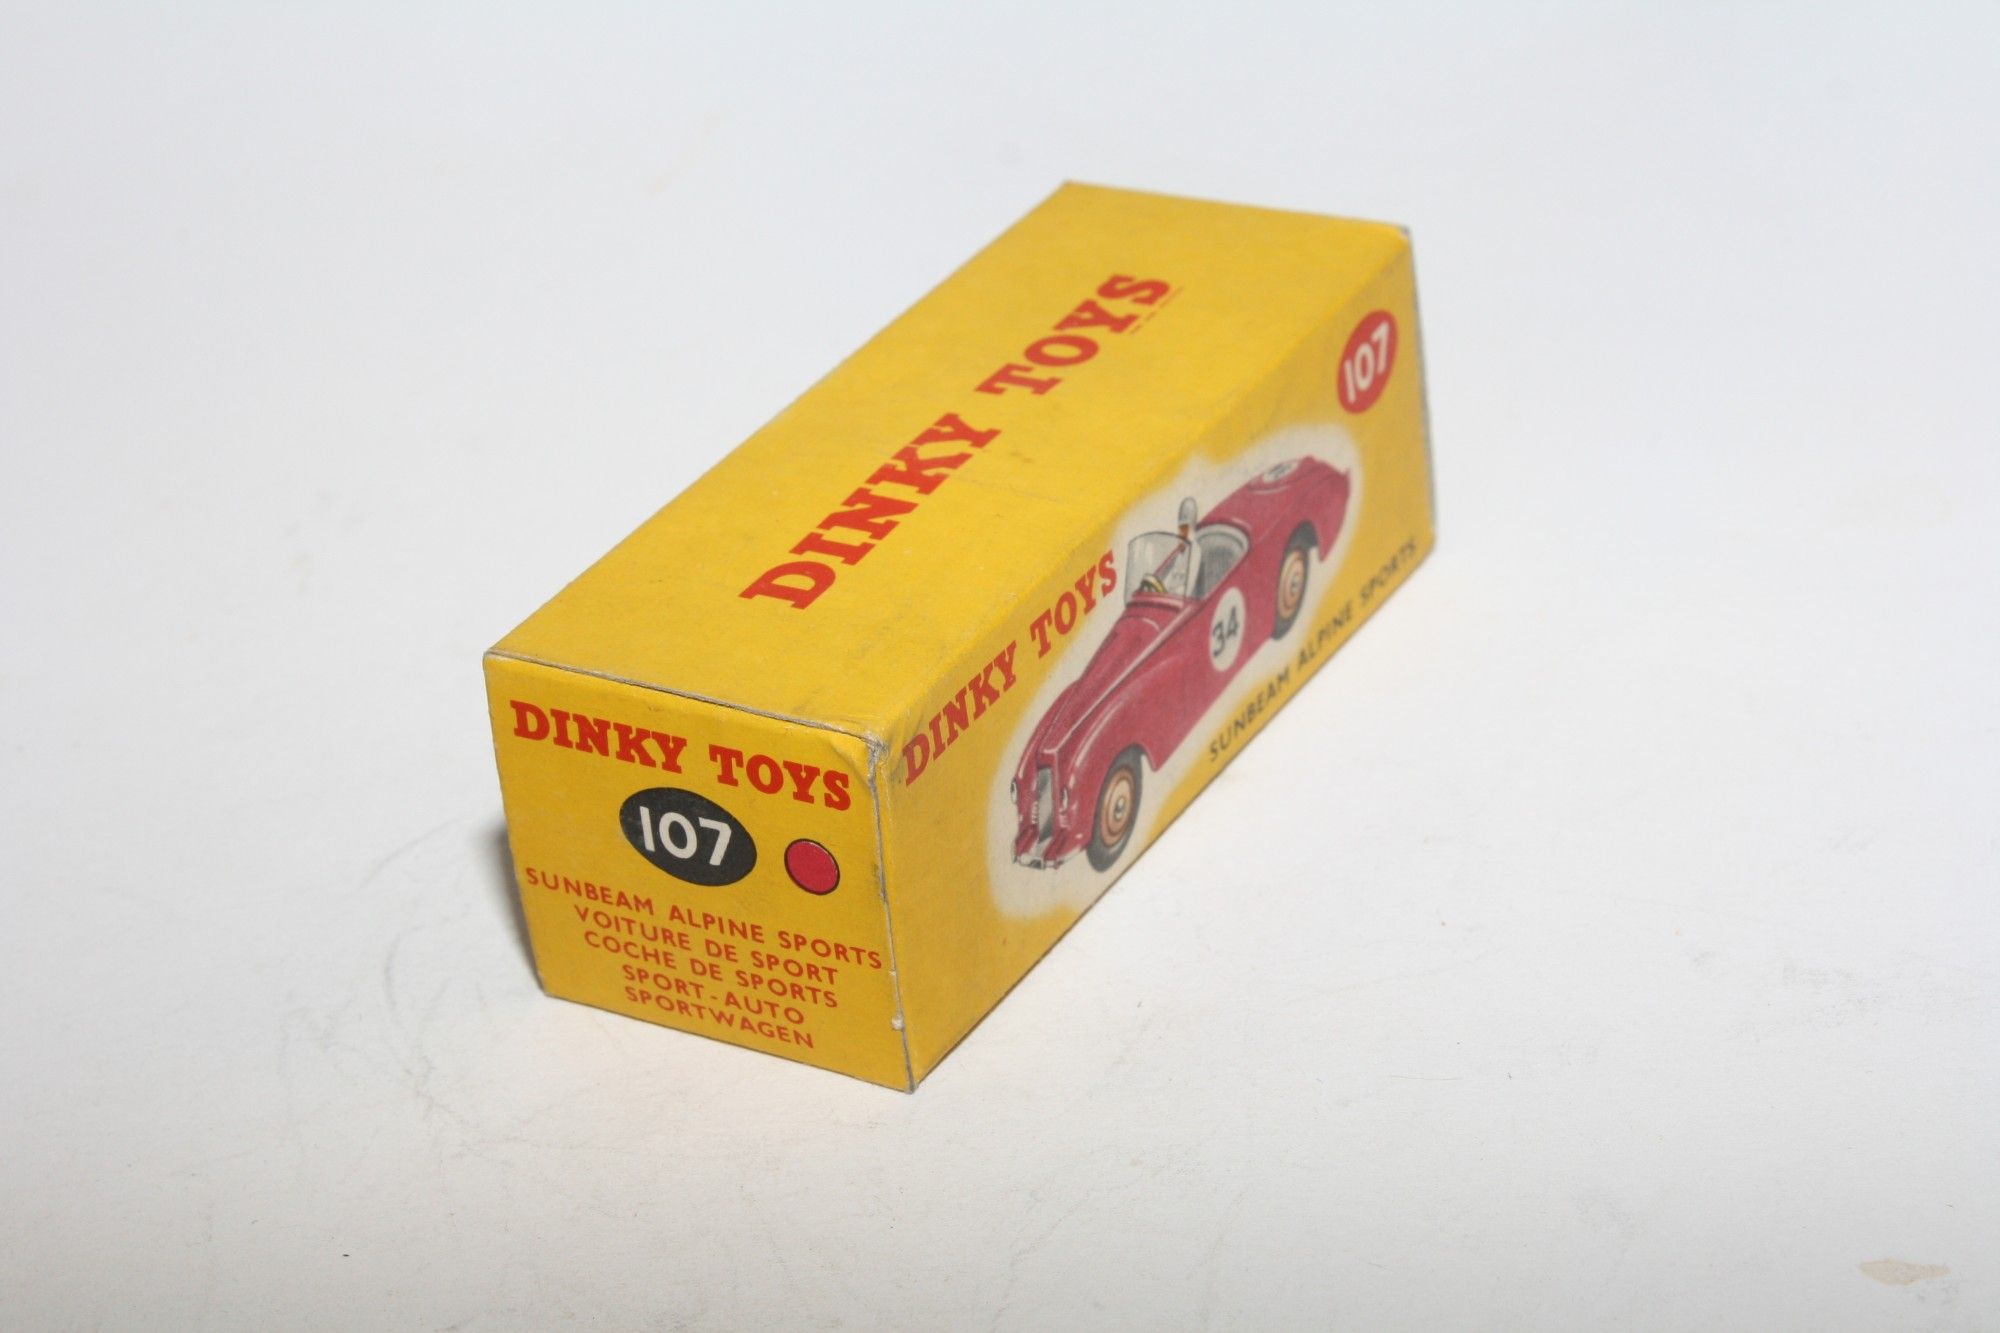 DINKY TOYS
DINKY TOYS
107
34
SUNBEAM ALPINE SPORTS
DINKY TOYS
107
SUNBEAM ALPINE SPORTS
VOITURE DE SPORT
COCHE DE SPORTS
SPORT-AUTO
SPORTWAGEN